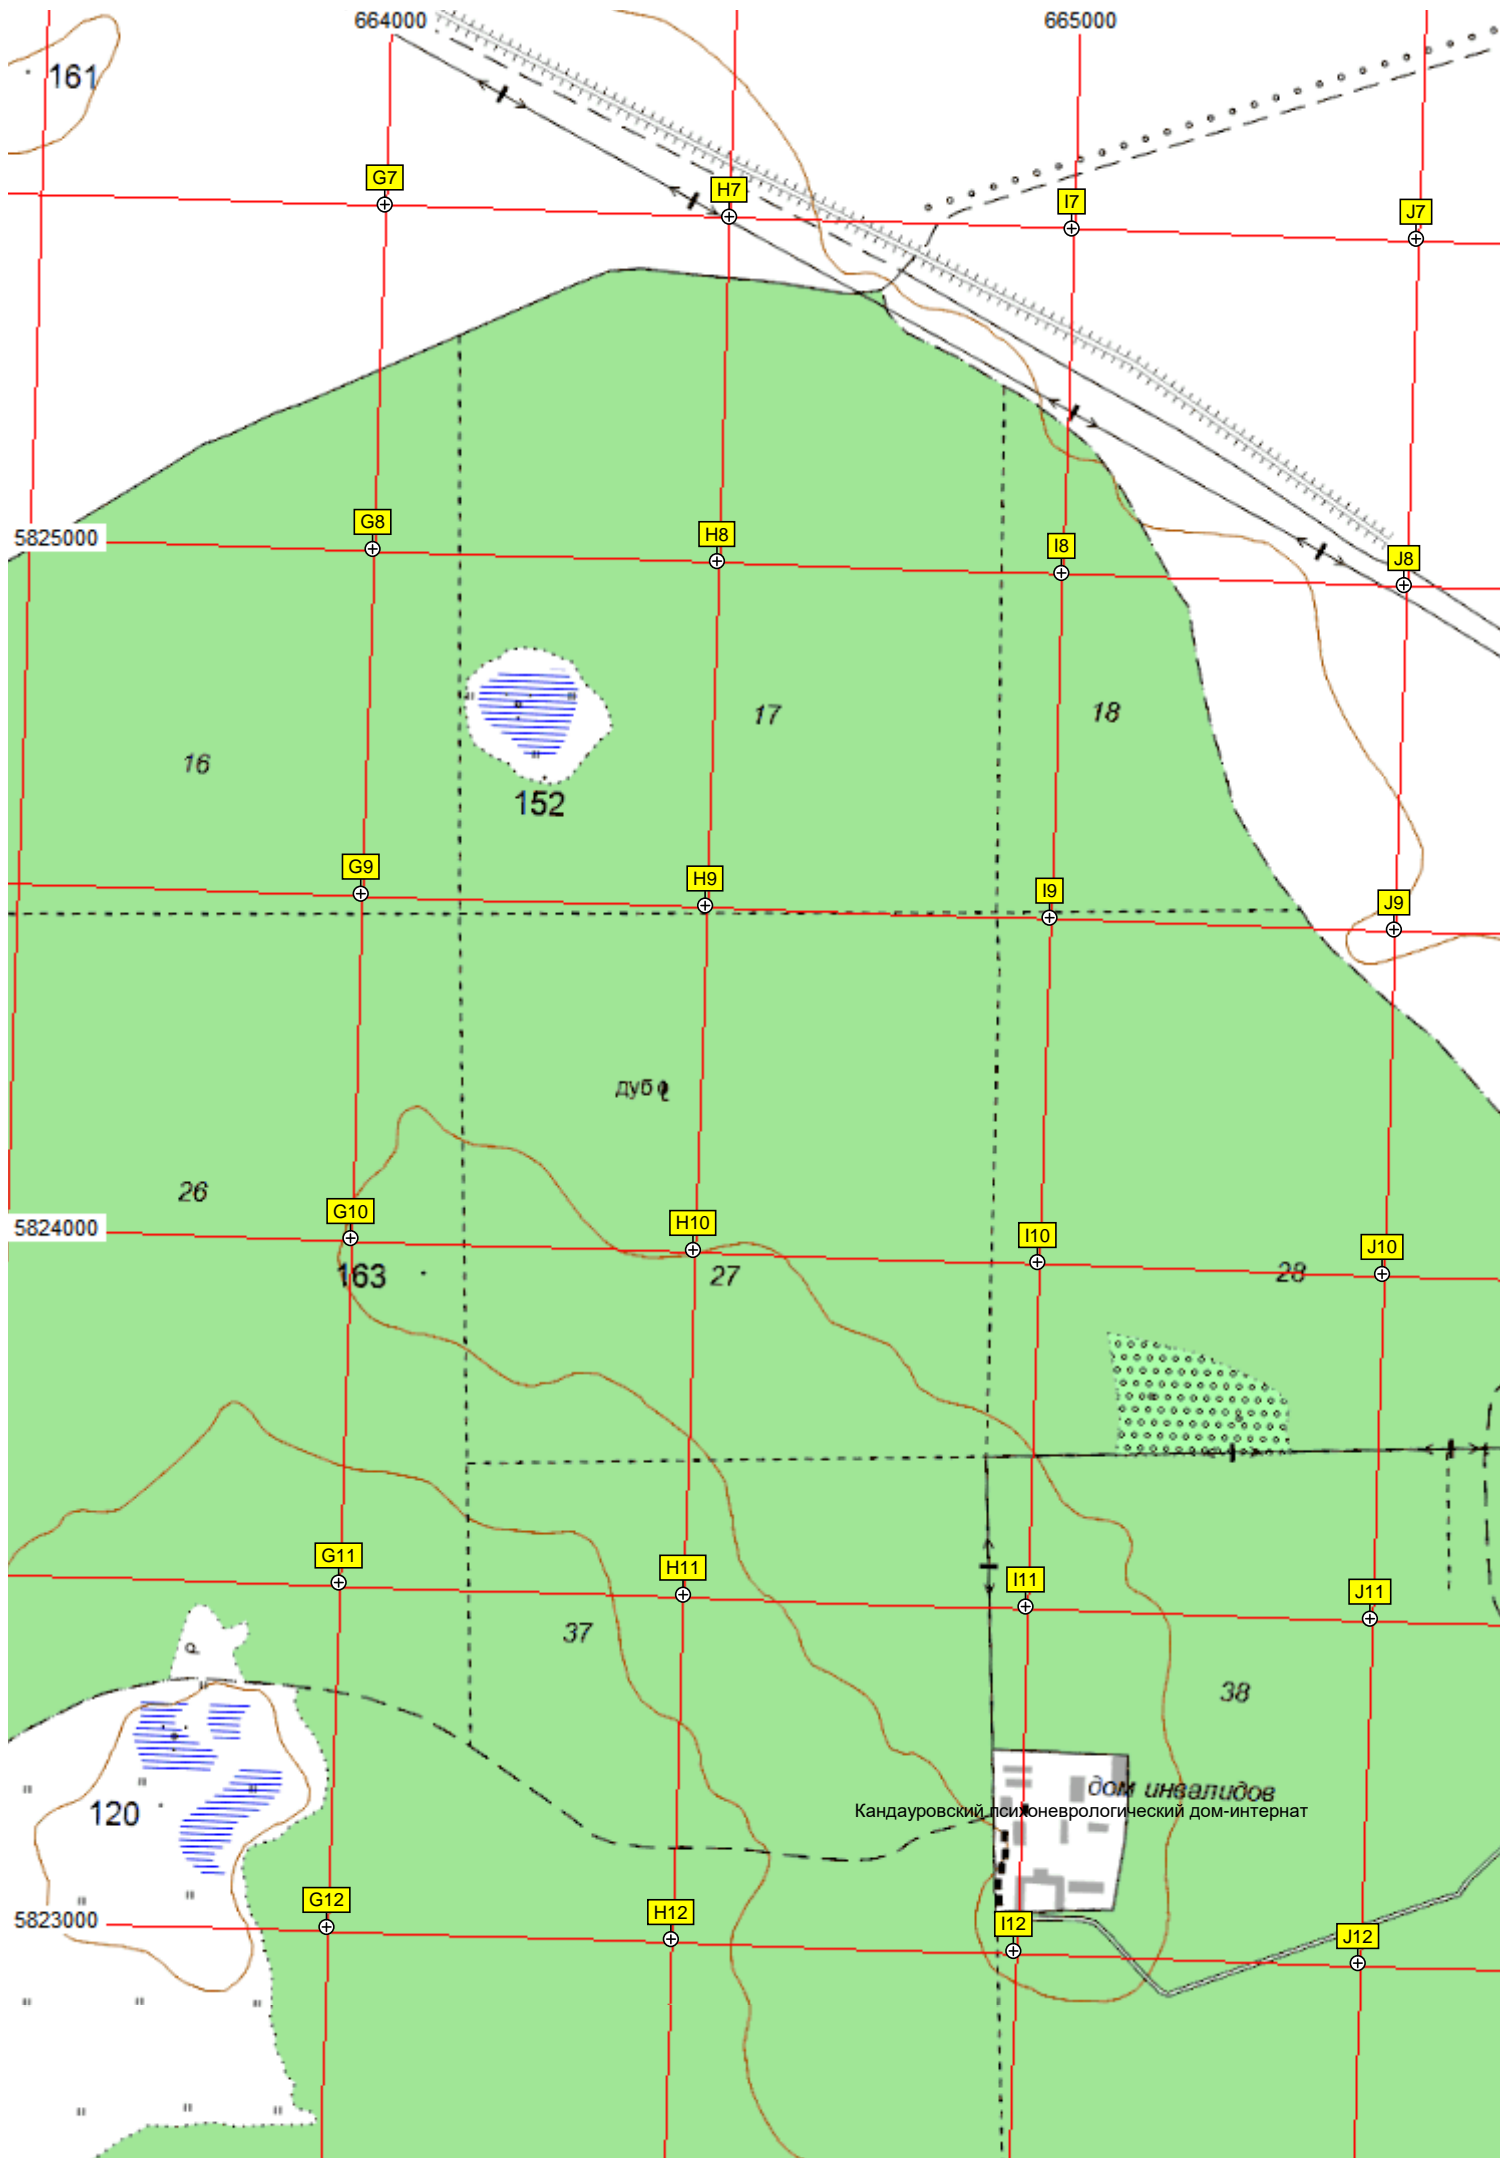 664000 665000
161
G7 H7 I7 J7
5825000 G8 H8 I8 J8
17 18
16
152
G9 H9 I9 J9
дуб
26
5824000 G10 H10 I10 J10
163 27 28
G11 H11 I11 J11
37
р
38
дом инвалидов
120 Кандауровский психоневрологический дом-интернат
5823000 G12 H12 I12 J12